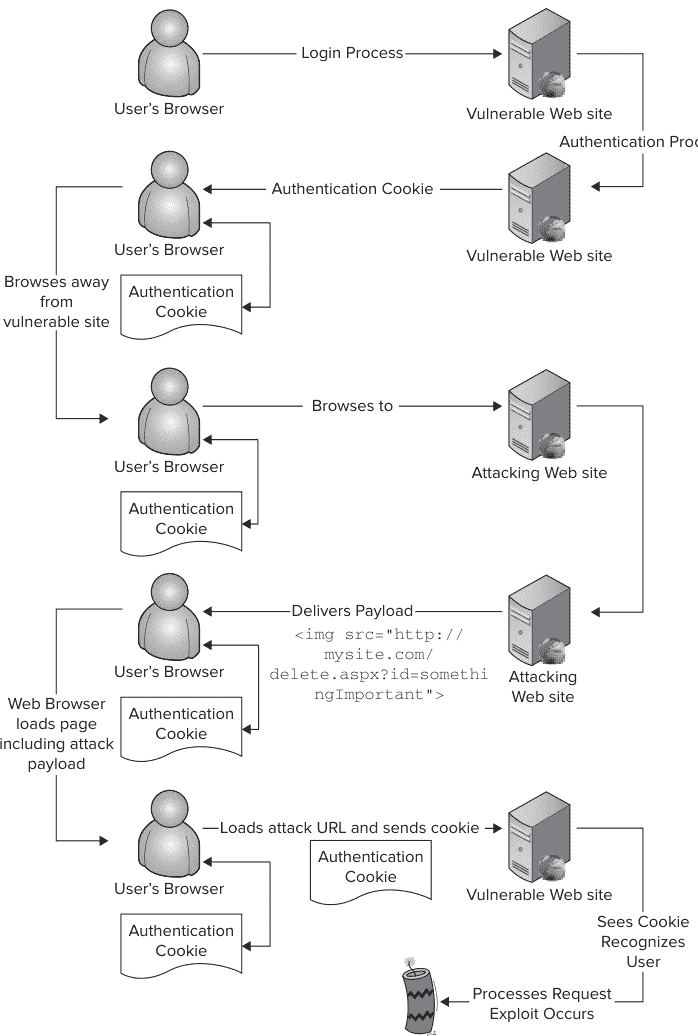 Login Process
User's Browser
Vulnerable Web site
Authentication
Authentication Cookie
User's Browser
Vulnerable Web site
Browses away
from
vulnerable site
Authentication
Cookie
Browses to
User's Browser
Attacking Web site
Authentication
Cookie
Delivers Payload
<img src="http://
mysite.com/
delete.aspx?id=somethi
ngImportant">
User's Browser
Attacking
Web site
Web Browser
loads page
including attack
payload
Authentication
Cookie
Loads attack URL and sends cookie
Authentication
Cookie
User's Browser
Vulnerable Web site
Authentication
Cookie
Sees Cookie
Recognizes
User
Processes Request
Exploit Occurs